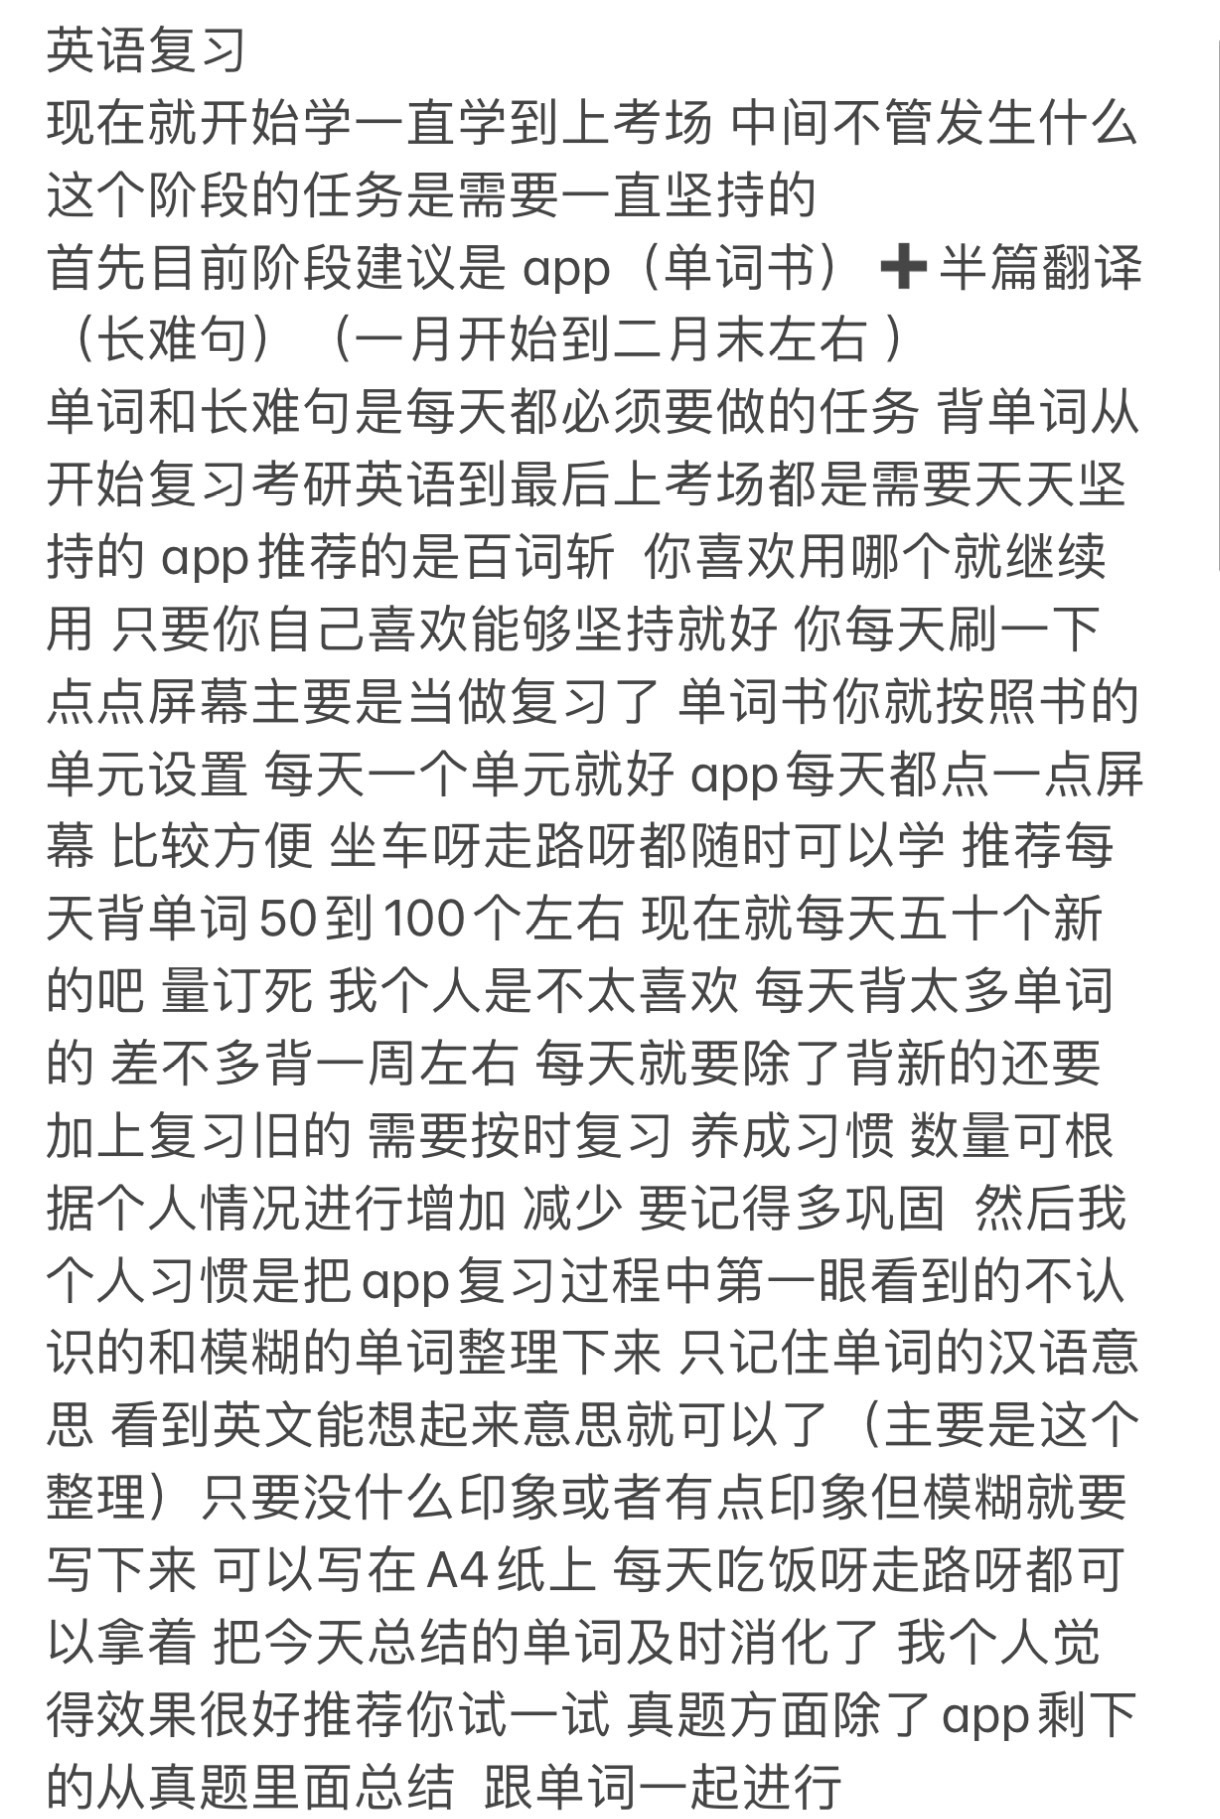 英语复习
现在就开始学一直学到上考场 中间不管发生什么
这个阶段的任务是需要一直坚持的
首先目前阶段建议是 app（单词书）➕半篇翻译
（长难句）（一月开始到二月末左右 ）
单词和长难句是每天都必须要做的任务 背单词从
开始复习考研英语到最后上考场都是需要天天坚
持的 app推荐的是百词斩  你喜欢用哪个就继续
用 只要你自己喜欢能够坚持就好 你每天刷一下
点点屏幕主要是当做复习了 单词书你就按照书的
单元设置 每天一个单元就好 app每天都点一点屏
幕 比较方便 坐车呀走路呀都随时可以学 推荐每
天背单词50到100个左右 现在就每天五十个新
的吧 量订死 我个人是不太喜欢 每天背太多单词
的 差不多背一周左右 每天就要除了背新的还要
加上复习旧的 需要按时复习 养成习惯 数量可根
据个人情况进行增加 减少 要记得多巩固  然后我
个人习惯是把app复习过程中第一眼看到的不认
识的和模糊的单词整理下来 只记住单词的汉语意
思 看到英文能想起来意思就可以了（主要是这个
整理）只要没什么印象或者有点印象但模糊就要
写下来 可以写在A4纸上 每天吃饭呀走路呀都可
以拿着 把今天总结的单词及时消化了 我个人觉
得效果很好推荐你试一试 真题方面除了app剩下
的从真题里面总结  跟单词一起进行